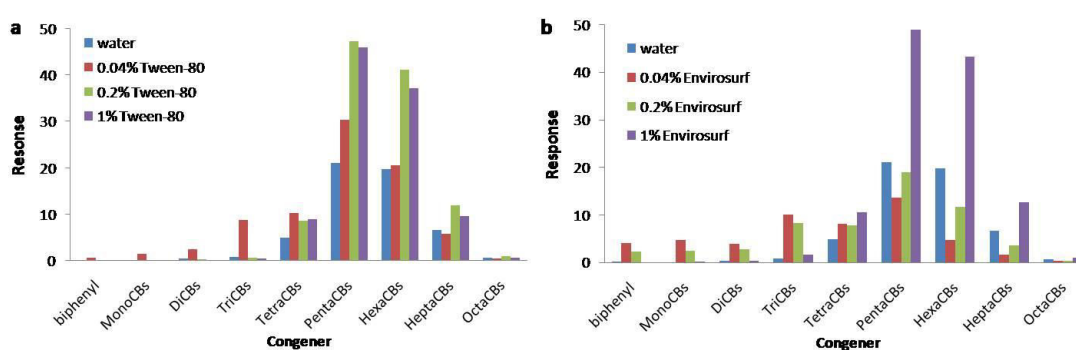 a
50
40
30
20
10
0
Resonse
water
0.04% Tween-80
0.2% Tween-80
1% Tween-80
biphenyl
MonoCBs
DiCBs
TriCBs
TetraCBs
PentaCBs
HexaCBs
HeptaCBs
OctaCBs
Congener
b
50
40
30
20
10
0
Response
water
0.04% Envirosurf
0.2% Envirosurf
1% Envirosurf
biphenyl
MonoCBs
DiCBs
TriCBs
TetraCBs
PentaCBs
HexaCBs
HeptaCBs
OctaCBs
Congener